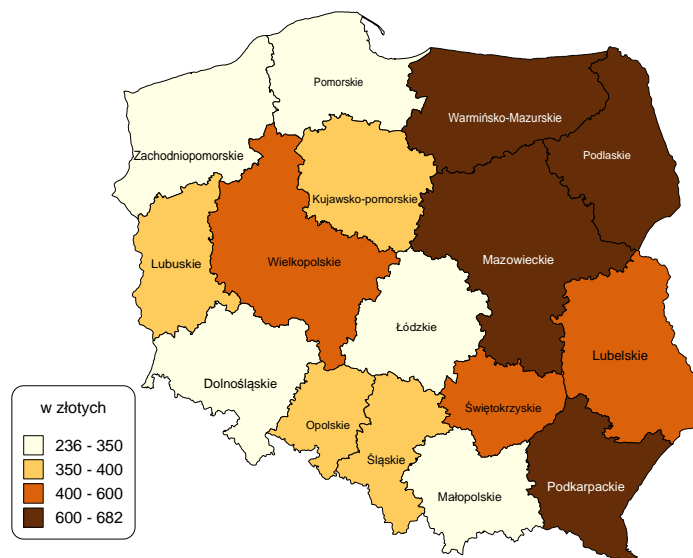 Pomorskie
Warmińsko-Mazurskie
Zachodniopomorskie
Podlaskie
Kujawsko-pomorskie
Lubuskie
Wielkopolskie
Mazowieckie
Łódzkie
Lubelskie
Dolnośląskie
Świętokrzyskie
Opolskie
Śląskie
Małopolskie
Podkarpackie
w złotych
236 - 350
350 - 400
400 - 600
600 - 682